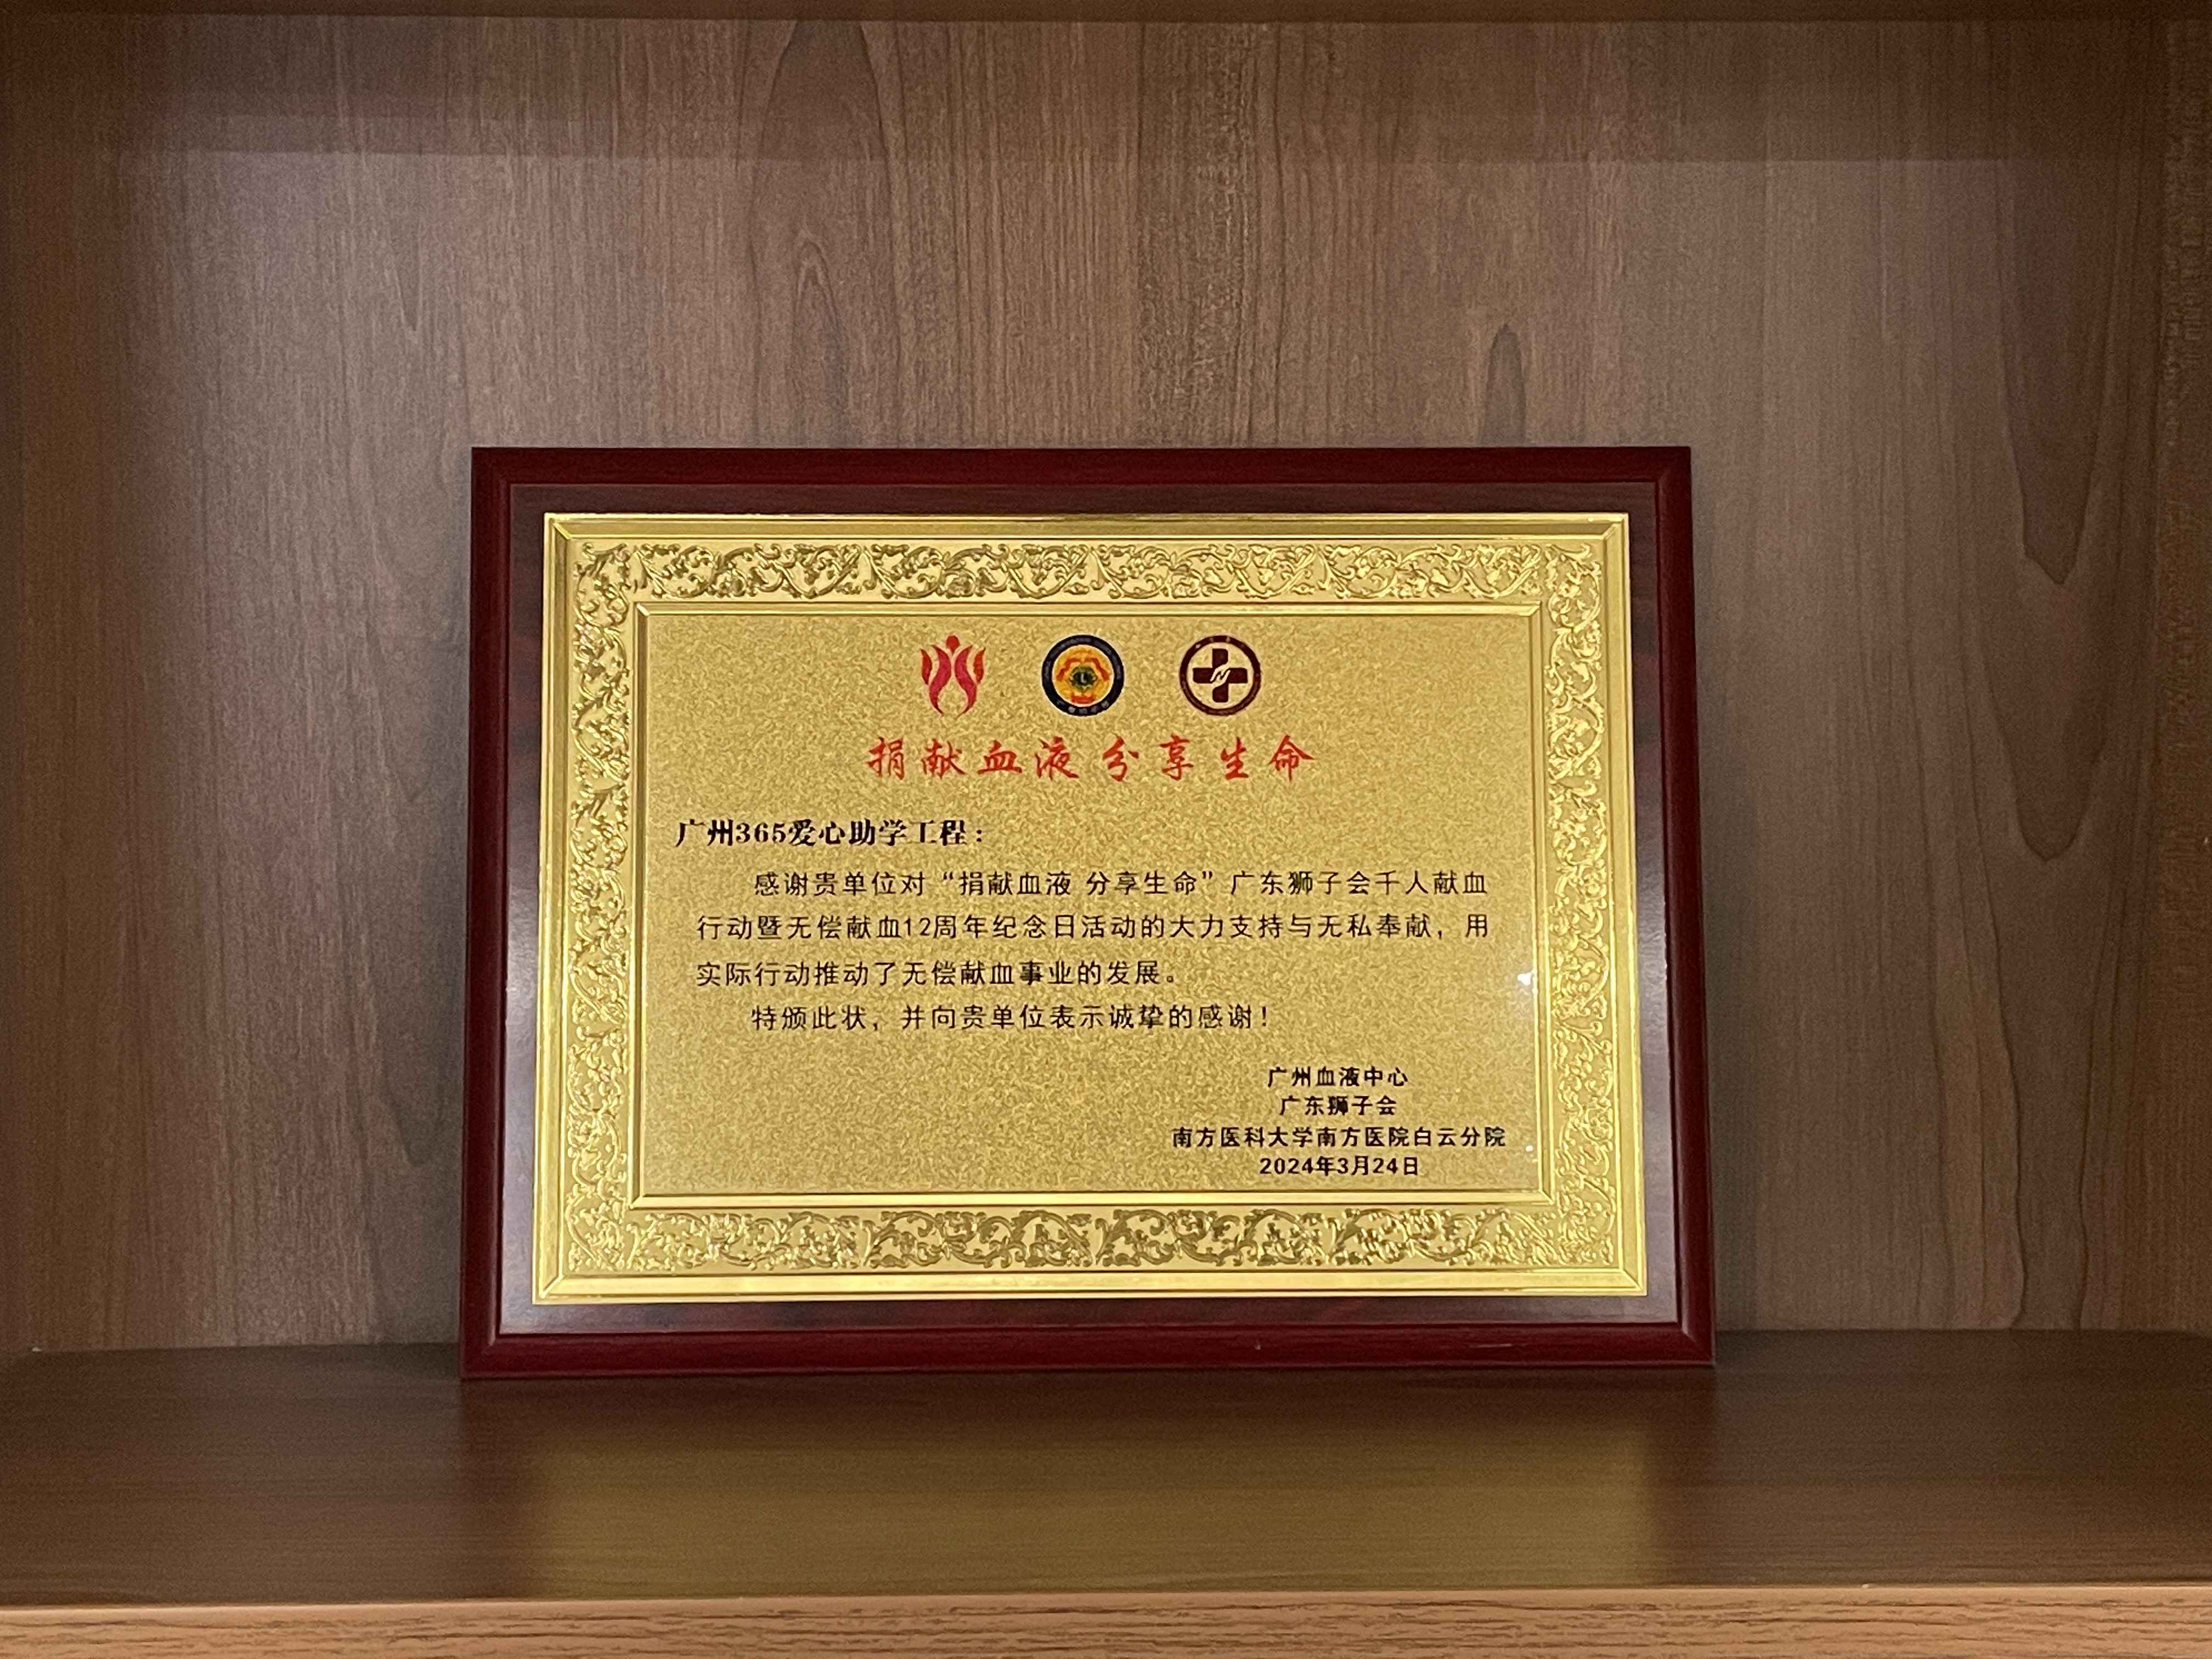 捐献血液 分享生命
广州365爱心助学工程：
感谢贵单位对“捐献血液 分享生命”广东狮子会千人献血
行动暨无偿献血12周年纪念日活动的大力支持与无私奉献，用
实际行动推动了无偿献血事业的发展。
特颁此状，并向贵单位表示诚挚的感谢！
广州血液中心
广东狮子会
南方医科大学南方医院白云分院
2024年3月24日